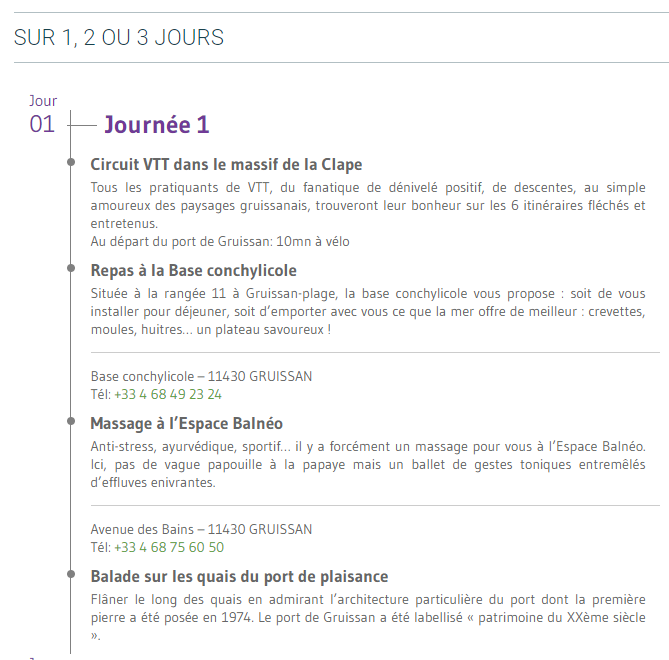 SUR 1, 2 OU 3 JOURS
Jour
01
Journée 1
Circuit VTT dans le massif de la Clape
Tous les pratiquants de VTT, du fanatique de dénivelé positif, de descentes, au simple
amoureux des paysages gruissanais, trouveront leur bonheur sur les 6 itinéraires fléchés et
entretenus.
Au départ du port de Gruissan: 10mn à vélo
Repas à la Base conchylicole
Située à la rangée 11 à Gruissan-plage, la base conchylicole vous propose : soit de vous
installer pour déjeuner, soit d’emporter avec vous ce que la mer offre de meilleur : crevettes,
moules, huitres… un plateau savoureux !
Base conchylicole – 11430 GRUISSAN
Tél: +33 4 68 49 23 24
Massage à l’Espace Balnéo
Anti-stress, ayurvédique, sportif… il y a forcément un massage pour vous à l’Espace Balnéo.
Ici, pas de vague papouille à la papaye mais un ballet de gestes toniques entremêlés
d’effluves enivrantes.
Avenue des Bains – 11430 GRUISSAN
Tél: +33 4 68 75 60 50
Balade sur les quais du port de plaisance
Flâner le long des quais en admirant l’architecture particulière du port dont la première
pierre a été posée en 1974. Le port de Gruissan a été labellisé « patrimoine du XXème siècle
».